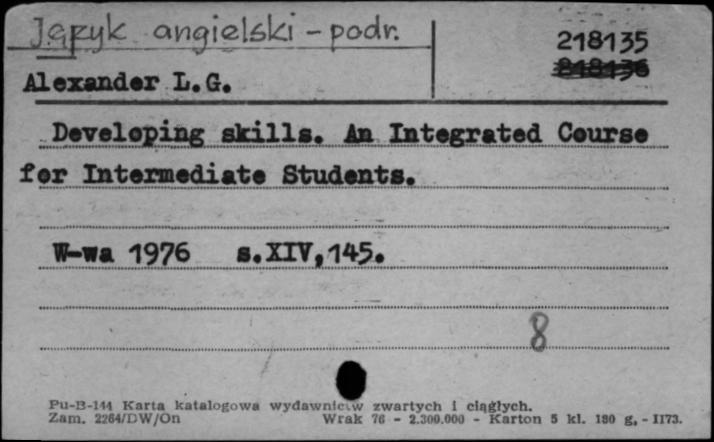 Język angielski - podr.
218135
218136
Alexander L.G.
Developing skills. An Integrated Course
for Intermediate Students.
W-wa 1976 s.XIV,145.
8
Pu-B-144 Karta katalogowa wydawnictw zwartych i ciągłych.
Zam. 2264/DW/On Wrak 76 - 2.300.000 - Karton 5 kl. 180 g. - II73.